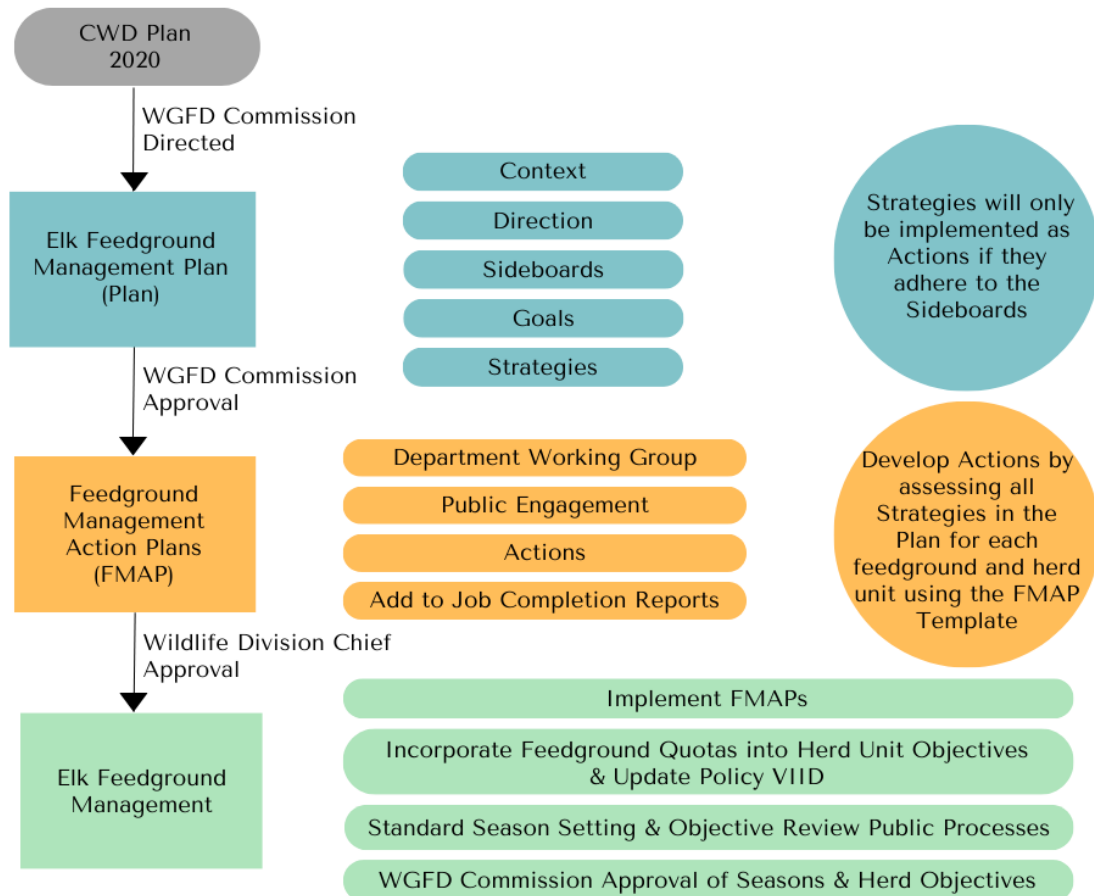 CWD Plan
2020
WGFD Commission
Directed
Elk Feedground
Management Plan
(Plan)
Context
Direction
Sideboards
Goals
Strategies
Strategies will only
be implemented as
Actions if they
adhere to the
Sideboards
WGFD Commission
Approval
Feedground
Management
Action Plans
(FMAP)
Department Working Group
Public Engagement
Actions
Add to Job Completion Reports
Develop Actions by
assessing all
Strategies in the
Plan for each
feedground and herd
unit using the FMAP
Template
Wildlife Division Chief
Approval
Elk Feedground
Management
Implement FMAPs
Incorporate Feedground Quotas into Herd Unit Objectives
& Update Policy VIID
Standard Season Setting & Objective Review Public Processes
WGFD Commission Approval of Seasons & Herd Objectives